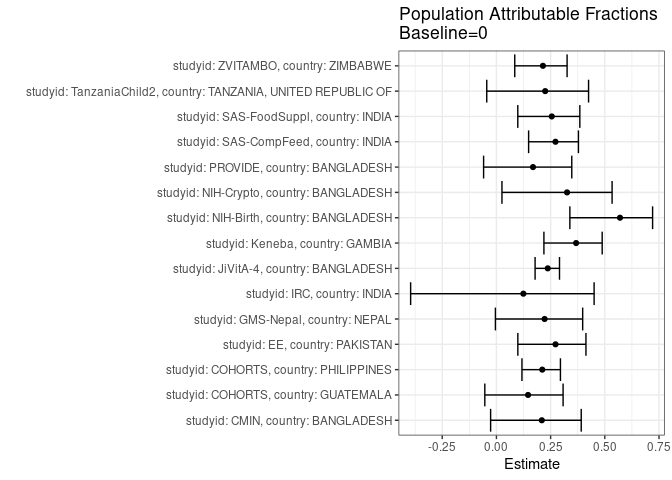 Population Attributable Fractions
Baseline=0
studyid: ZVITAMBO, country: ZIMBABWE
studyid: TanzaniaChild2, country: TANZANIA, UNITED REPUBLIC OF
studyid: SAS-FoodSuppl, country: INDIA
studyid: SAS-CompFeed, country: INDIA
studyid: PROVIDE, country: BANGLADESH
studyid: NIH-Crypto, country: BANGLADESH
studyid: NIH-Birth, country: BANGLADESH
studyid: Keneba, country: GAMBIA
studyid: JiVitA-4, country: BANGLADESH
studyid: IRC, country: INDIA
studyid: GMS-Nepal, country: NEPAL
studyid: EE, country: PAKISTAN
studyid: COHORTS, country: PHILIPPINES
studyid: COHORTS, country: GUATEMALA
studyid: CMIN, country: BANGLADESH
-0.25 0.00 0.25 0.50 0.75
Estimate